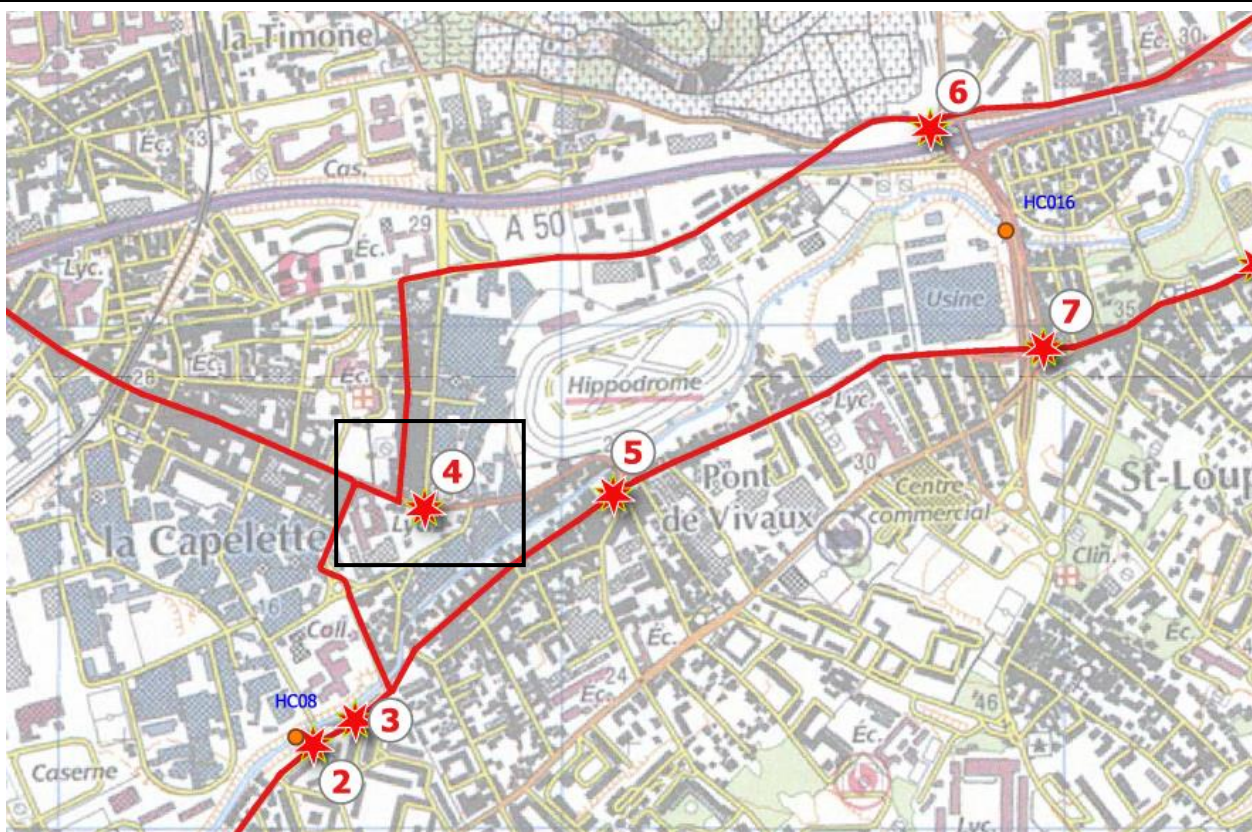 la Timone
Éc. 30
6
Éc.
43
Cas.
HC016
29
A 50
Éc.
Lyc.
Usine
35
7
28
Éc.
Éc.
Hippodrome
Lyc.
5
4
30
Pont
de Vivaux
Centre
commercial
St-Loup
la Capelette
Clin.
16
Coll.
Éc.
Éc.
24
Éc.
46
HC08
3
Éc.
Caserne
2
Lyc.